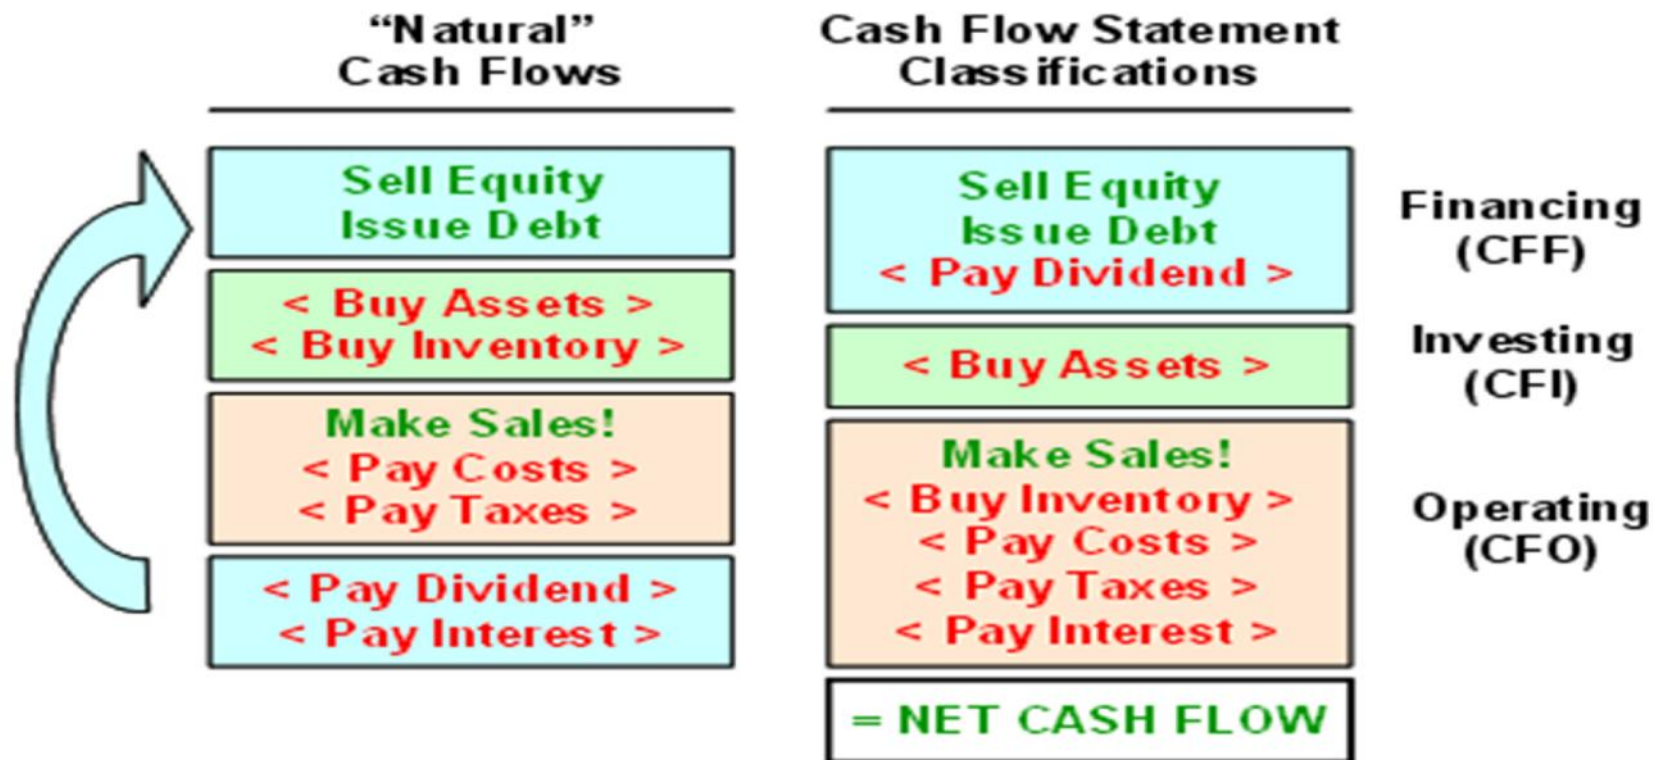 “Natural”
Cash Flows
Sell Equity
Issue Debt
< Buy Assets >
< Buy Inventory >
Make Sales!
< Pay Costs >
< Pay Taxes >
< Pay Dividend >
< Pay Interest >
Cash Flow Statement
Classifications
Sell Equity
Issue Debt
< Pay Dividend >
Financing
(CFF)
< Buy Assets >
Investing
(CFI)
Make Sales!
< Buy Inventory >
< Pay Costs >
< Pay Taxes >
< Pay Interest >
Operating
(CFO)
= NET CASH FLOW